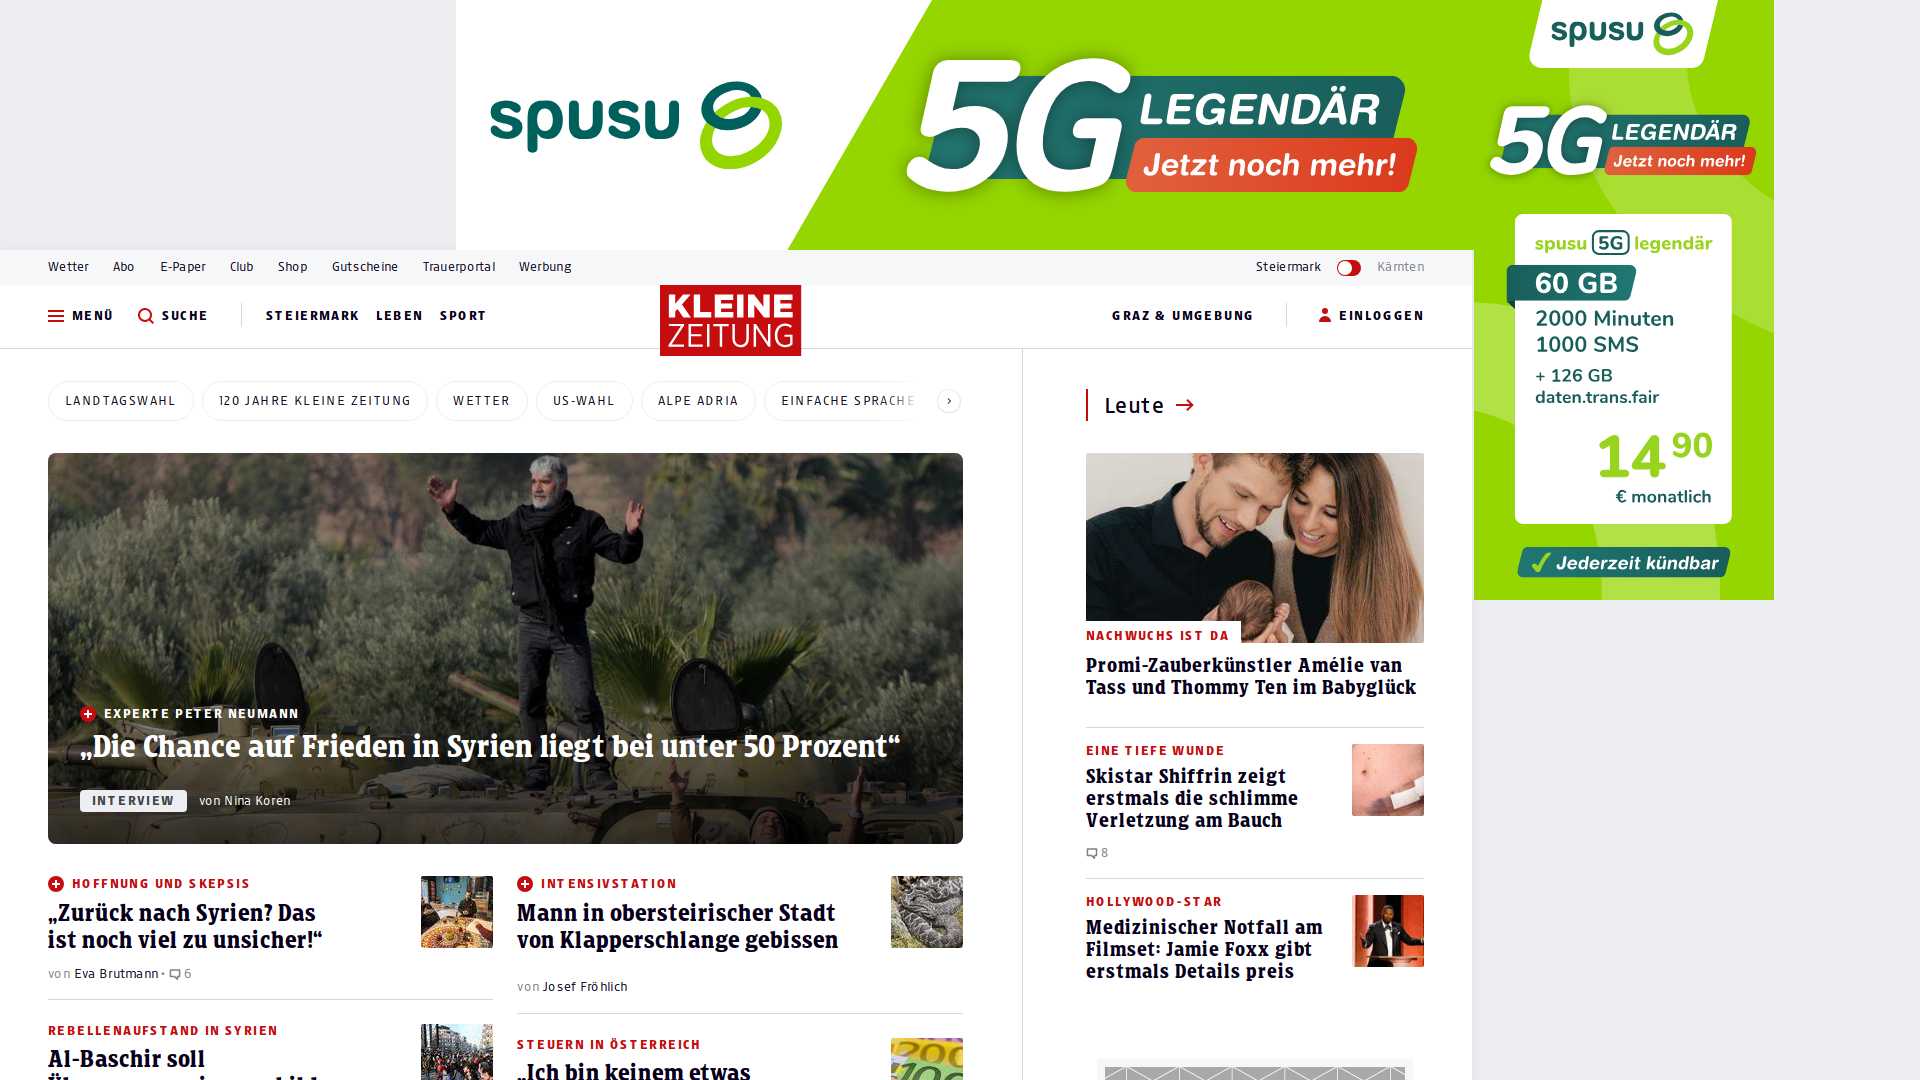 spusu
5G LEGENDÄR
Jetzt noch mehr!
spusu
5G LEGENDÄR
Jetzt noch mehr!
spusu 5G legendär
60 GB
2000 Minuten
1000 SMS
+ 126 GB
daten.trans.fair
14 90
€ monatlich
Jederzeit kündbar
Wetter Abo E-Paper Club Shop Gutscheine Trauerportal Werbung
Steiermark Kärnten
MENÜ SUCHE STEIERMARK LEBEN SPORT
KLEINE
ZEITUNG
GRAZ & UMGEBUNG EINLOGGEN
LANDTAGSWAHL 120 JAHRE KLEINE ZEITUNG WETTER US-WAHL ALPE ADRIA EINFACHE SPRACHE
EXPERTE PETER NEUMANN
„Die Chance auf Frieden in Syrien liegt bei unter 50 Prozent“
INTERVIEW von Nina Koren
HOFFNUNG UND SKEPSIS
„Zurück nach Syrien? Das
ist noch viel zu unsicher!“
von Eva Brutmann • 6
REBELLENAUFSTAND IN SYRIEN
Al-Baschir soll
INTENSIVSTATION
Mann in obersteirischer Stadt
von Klapperschlange gebissen
von Josef Fröhlich
STEUERN IN ÖSTERREICH
„Ich bin keinem etwas
200
100
Leute
NACHWUCHS IST DA
Promi-Zauberkünstler Amélie van
Tass und Thommy Ten im Babyglück
EINE TIEFE WUNDE
Skistar Shiffrin zeigt
erstmals die schlimme
Verletzung am Bauch
8
HOLLYWOOD-STAR
Medizinischer Notfall am
Filmset: Jamie Foxx gibt
erstmals Details preis